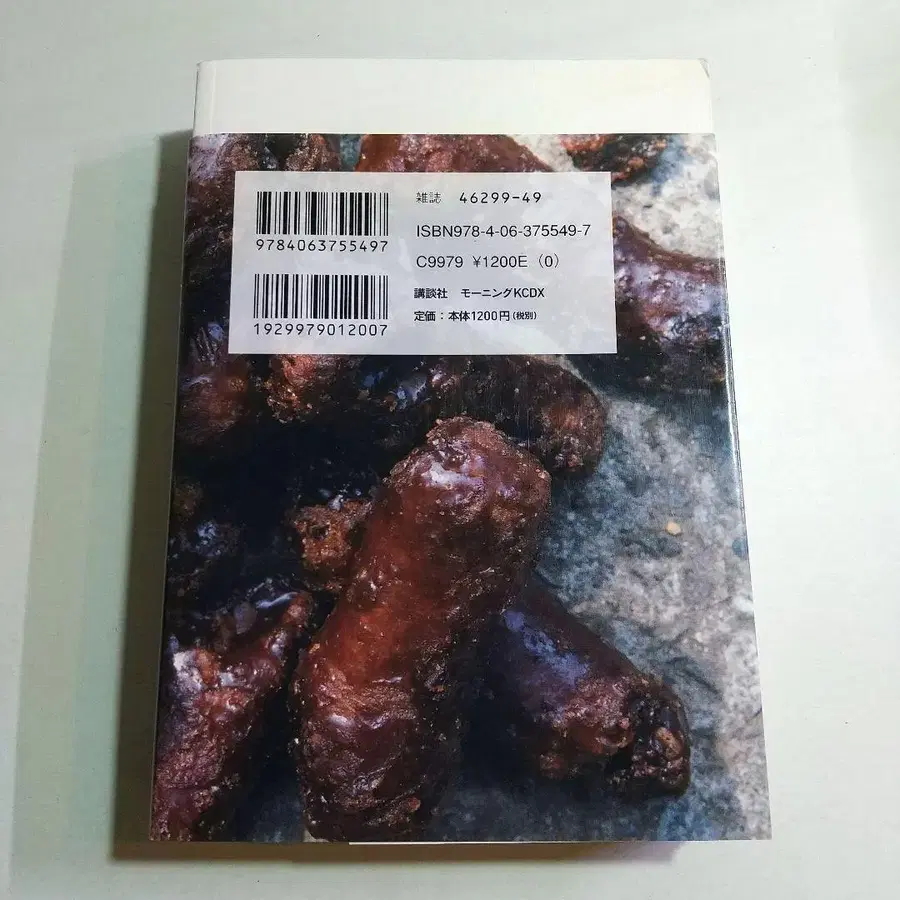 雑誌 46299-49
9784063755497
ISBN978-4-06-375549-7
C9979 ¥1200E (0)
1929979012007
講談社 モーニングKCDX
定価：本体1200円(税別)